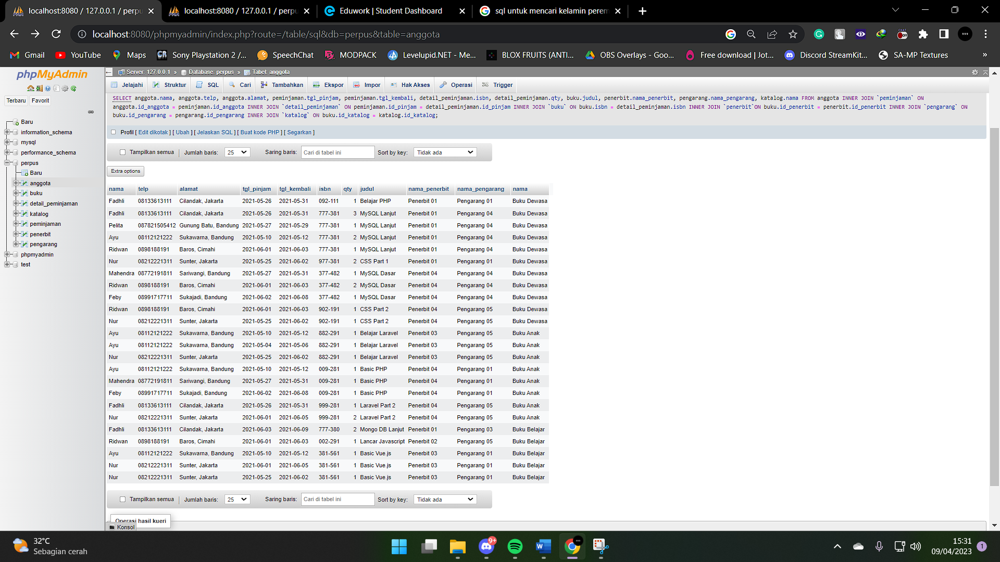 localhost:8080 / 127.0.0.1 / perpu
localhost:8080 / 127.0.0.1 / perpu
Eduwork | Student Dashboard
sql untuk mencari kelamin perem
localhost:8080/phpmyadmin/index.php?route=/table/sql&db=perpus&table=anggota
Gmail
YouTube
Maps
Sony Playstation 2 /...
SpeechChat
MODPACK
Levelupid.NET - Me...
BLOX FRUITS (ANTI...
OBS Overlays - Goo...
Free download | Jot...
Discord StreamKit...
SA-MP Textures
»
phpMyAdmin
Terbaru Favorit
Baru
information_schema
mysql
performance_schema
perpus
Baru
anggota
buku
detail_peminjaman
katalog
peminjaman
penerbit
pengarang
phpmyadmin
test
Server: 127.0.0.1 » Database: perpus » Tabel: anggota
Jelajahi Struktur SQL Cari Tambahkan Ekspor Impor Hak Akses Operasi Trigger
SELECT anggota.nama, anggota.telp, anggota.alamat, peminjaman.tgl_pinjam, peminjaman.tgl_kembali, detail_peminjaman.isbn, detail_peminjaman.qty, buku.judul, penerbit.nama_penerbit, pengarang.nama_pengarang, katalog.nama FROM anggota INNER JOIN `peminjaman` ON
anggota.id_anggota = peminjaman.id_anggota INNER JOIN `detail_peminjaman` ON peminjaman.id_pinjam = detail_peminjaman.id_pinjam INNER JOIN `buku` ON buku.isbn = detail_peminjaman.isbn INNER JOIN `penerbit`ON buku.id_penerbit = penerbit.id_penerbit INNER JOIN `pengarang` ON
buku.id_pengarang = pengarang.id_pengarang INNER JOIN `katalog` ON buku.id_katalog = katalog.id_katalog;
Profil [ Edit dikotak ] [ Ubah ] [ Jelaskan SQL ] [ Buat kode PHP ] [ Segarkan ]
Tampilkan semua | Jumlah baris: 25 Saring baris: Cari di tabel ini Sort by key: Tidak ada
Extra options
nama telp alamat tgl_pinjam tgl_kembali isbn qty judul nama_penerbit nama_pengarang nama
Fadhli 08133613111 Cilandak, Jakarta 2021-05-26 2021-05-31 092-111 1 Belajar PHP Penerbit 01 Pengarang 01 Buku Dewasa
Fadhli 08133613111 Cilandak, Jakarta 2021-05-26 2021-05-31 777-381 3 MySQL Lanjut Penerbit 01 Pengarang 04 Buku Dewasa
Pelita 087821505412 Gunung Batu, Bandung 2021-05-27 2021-05-29 777-381 1 MySQL Lanjut Penerbit 01 Pengarang 04 Buku Dewasa
Ayu 08112121222 Sukawarna, Bandung 2021-05-10 2021-05-12 777-381 2 MySQL Lanjut Penerbit 01 Pengarang 04 Buku Dewasa
Ridwan 0898188191 Baros, Cimahi 2021-06-01 2021-06-03 777-381 1 MySQL Lanjut Penerbit 01 Pengarang 04 Buku Dewasa
Nur 08212221311 Sunter, Jakarta 2021-05-25 2021-06-02 977-381 2 CSS Part 1 Penerbit 01 Pengarang 01 Buku Dewasa
Mahendra 08772191811 Sariwangi, Bandung 2021-05-27 2021-05-31 377-482 1 MySQL Dasar Penerbit 04 Pengarang 04 Buku Dewasa
Ridwan 0898188191 Baros, Cimahi 2021-06-01 2021-06-03 377-482 2 MySQL Dasar Penerbit 04 Pengarang 04 Buku Dewasa
Feby 08991717711 Sukajadi, Bandung 2021-06-02 2021-06-08 377-482 1 MySQL Dasar Penerbit 04 Pengarang 04 Buku Dewasa
Ridwan 0898188191 Baros, Cimahi 2021-06-01 2021-06-03 902-191 1 CSS Part 2 Penerbit 04 Pengarang 05 Buku Dewasa
Nur 08212221311 Sunter, Jakarta 2021-05-25 2021-06-02 902-191 1 CSS Part 2 Penerbit 04 Pengarang 05 Buku Dewasa
Ayu 08112121222 Sukawarna, Bandung 2021-05-10 2021-05-12 882-291 1 Belajar Laravel Penerbit 03 Pengarang 05 Buku Anak
Ayu 08112121222 Sukawarna, Bandung 2021-05-04 2021-05-06 882-291 1 Belajar Laravel Penerbit 03 Pengarang 05 Buku Anak
Nur 08212221311 Sunter, Jakarta 2021-05-25 2021-06-02 882-291 1 Belajar Laravel Penerbit 03 Pengarang 05 Buku Anak
Ayu 08112121222 Sukawarna, Bandung 2021-05-10 2021-05-12 009-281 1 Basic PHP Penerbit 04 Pengarang 01 Buku Anak
Mahendra 08772191811 Sariwangi, Bandung 2021-05-27 2021-05-31 009-281 1 Basic PHP Penerbit 04 Pengarang 01 Buku Anak
Feby 08991717711 Sukajadi, Bandung 2021-06-02 2021-06-08 009-281 1 Basic PHP Penerbit 04 Pengarang 01 Buku Anak
Fadhli 08133613111 Cilandak, Jakarta 2021-05-26 2021-05-31 999-281 1 Laravel Part 2 Penerbit 04 Pengarang 05 Buku Anak
Nur 08212221311 Sunter, Jakarta 2021-06-01 2021-06-05 999-281 2 Laravel Part 2 Penerbit 04 Pengarang 05 Buku Anak
Fadhli 08133613111 Cilandak, Jakarta 2021-06-03 2021-06-09 777-380 2 Mongo DB Lanjut Penerbit 01 Pengarang 03 Buku Belajar
Ridwan 0898188191 Baros, Cimahi 2021-06-01 2021-06-03 002-291 1 Lancar Javascript Penerbit 02 Pengarang 05 Buku Belajar
Ayu 08112121222 Sukawarna, Bandung 2021-05-10 2021-05-12 381-561 1 Basic Vue.js Penerbit 03 Pengarang 01 Buku Belajar
Nur 08212221311 Sunter, Jakarta 2021-06-01 2021-06-05 381-561 1 Basic Vue.js Penerbit 03 Pengarang 01 Buku Belajar
Nur 08212221311 Sunter, Jakarta 2021-05-25 2021-06-02 381-561 1 Basic Vue.js Penerbit 03 Pengarang 01 Buku Belajar
Tampilkan semua | Jumlah baris: 25 Saring baris: Cari di tabel ini Sort by key: Tidak ada
Operasi hasil kueri
Konsol
32°C
Sebagian cerah
9+
15:31
09/04/2023
1